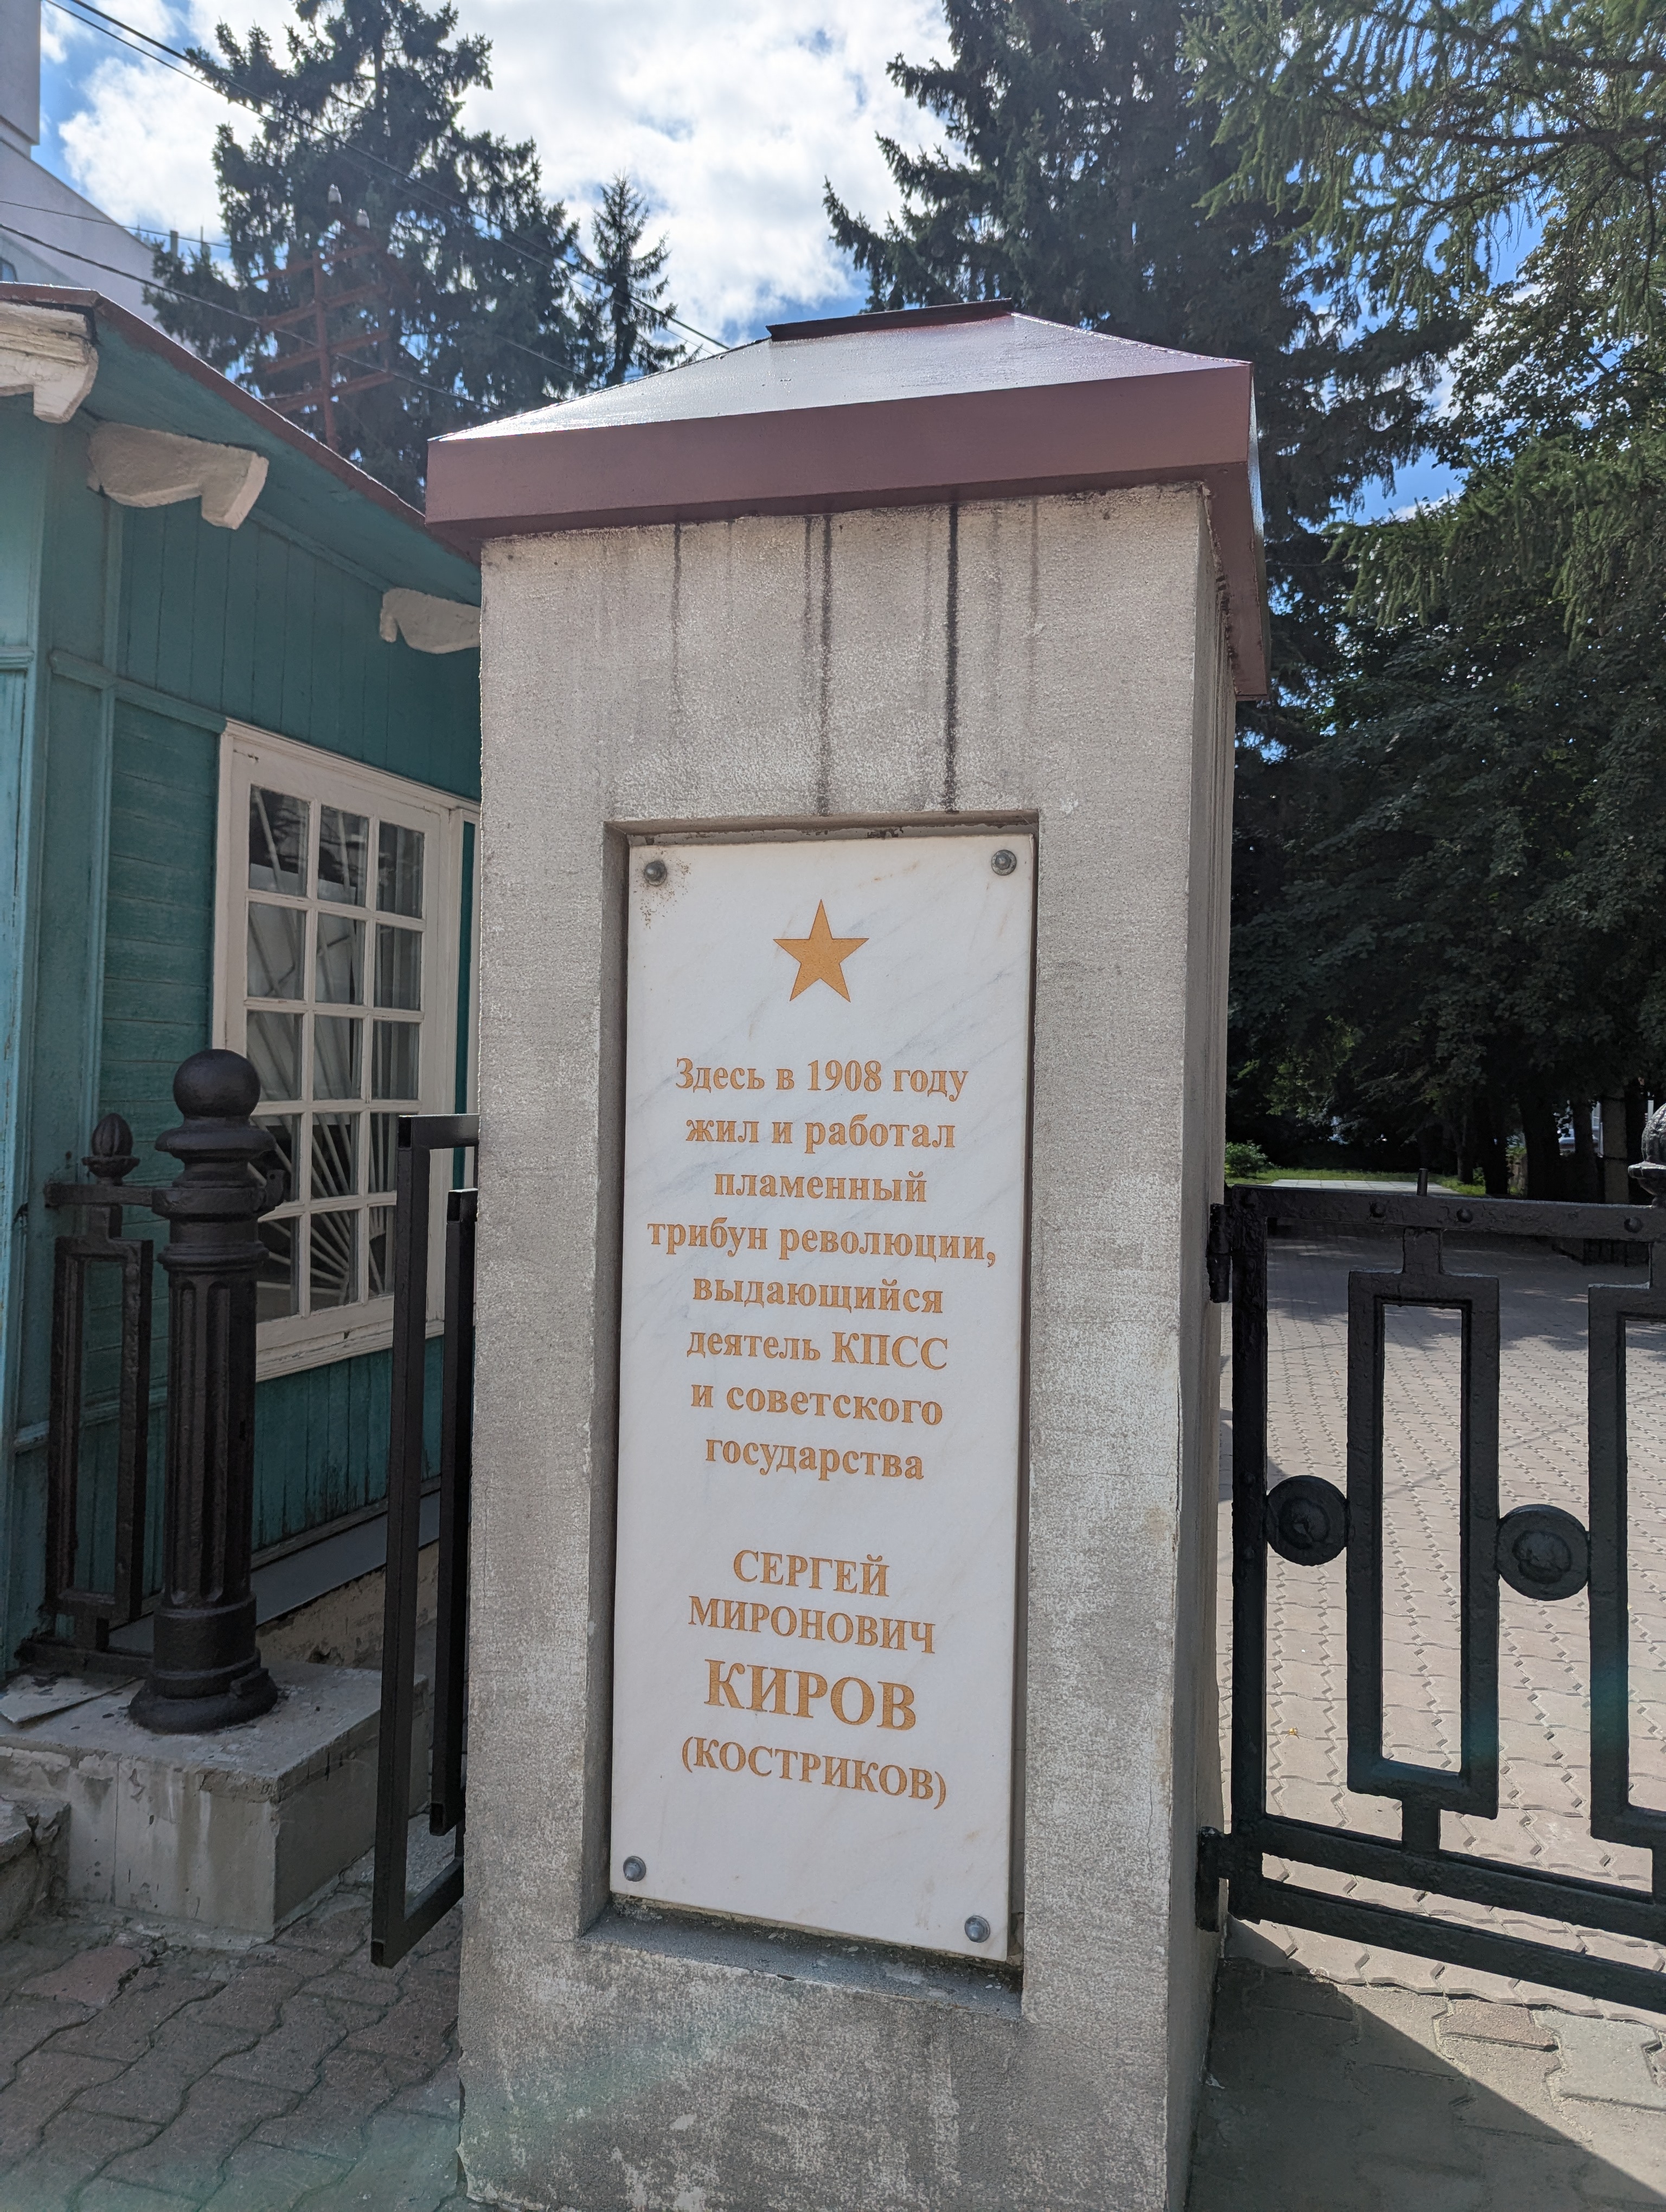 Здесь в 1908 году
жил и работал
пламенный
трибун революции,
выдающийся
деятель КПСС
и советского
государства
СЕРГЕЙ
МИРОНОВИЧ
КИРОВ
(КОСТРИКОВ)